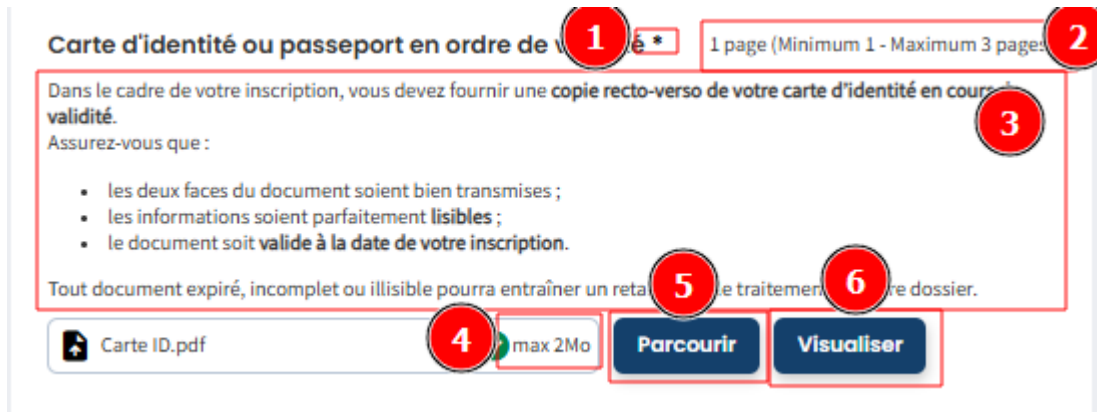 Carte d'identité ou passeport en ordre de v é *
1 page (Minimum 1 - Maximum 3 pages
1
2
Dans le cadre de votre inscription, vous devez fournir une copie recto-verso de votre carte d'identité en cours de
validité.
3
Assurez-vous que :
• les deux faces du document soient bien transmises ;
• les informations soient parfaitement lisibles ;
• le document soit valide à la date de votre inscription.
Tout document expiré, incomplet ou illisible pourra entraîner un reta e traitemen re dossier.
5
6
4
Carte ID.pdf
max 2Mo
Parcourir
Visualiser